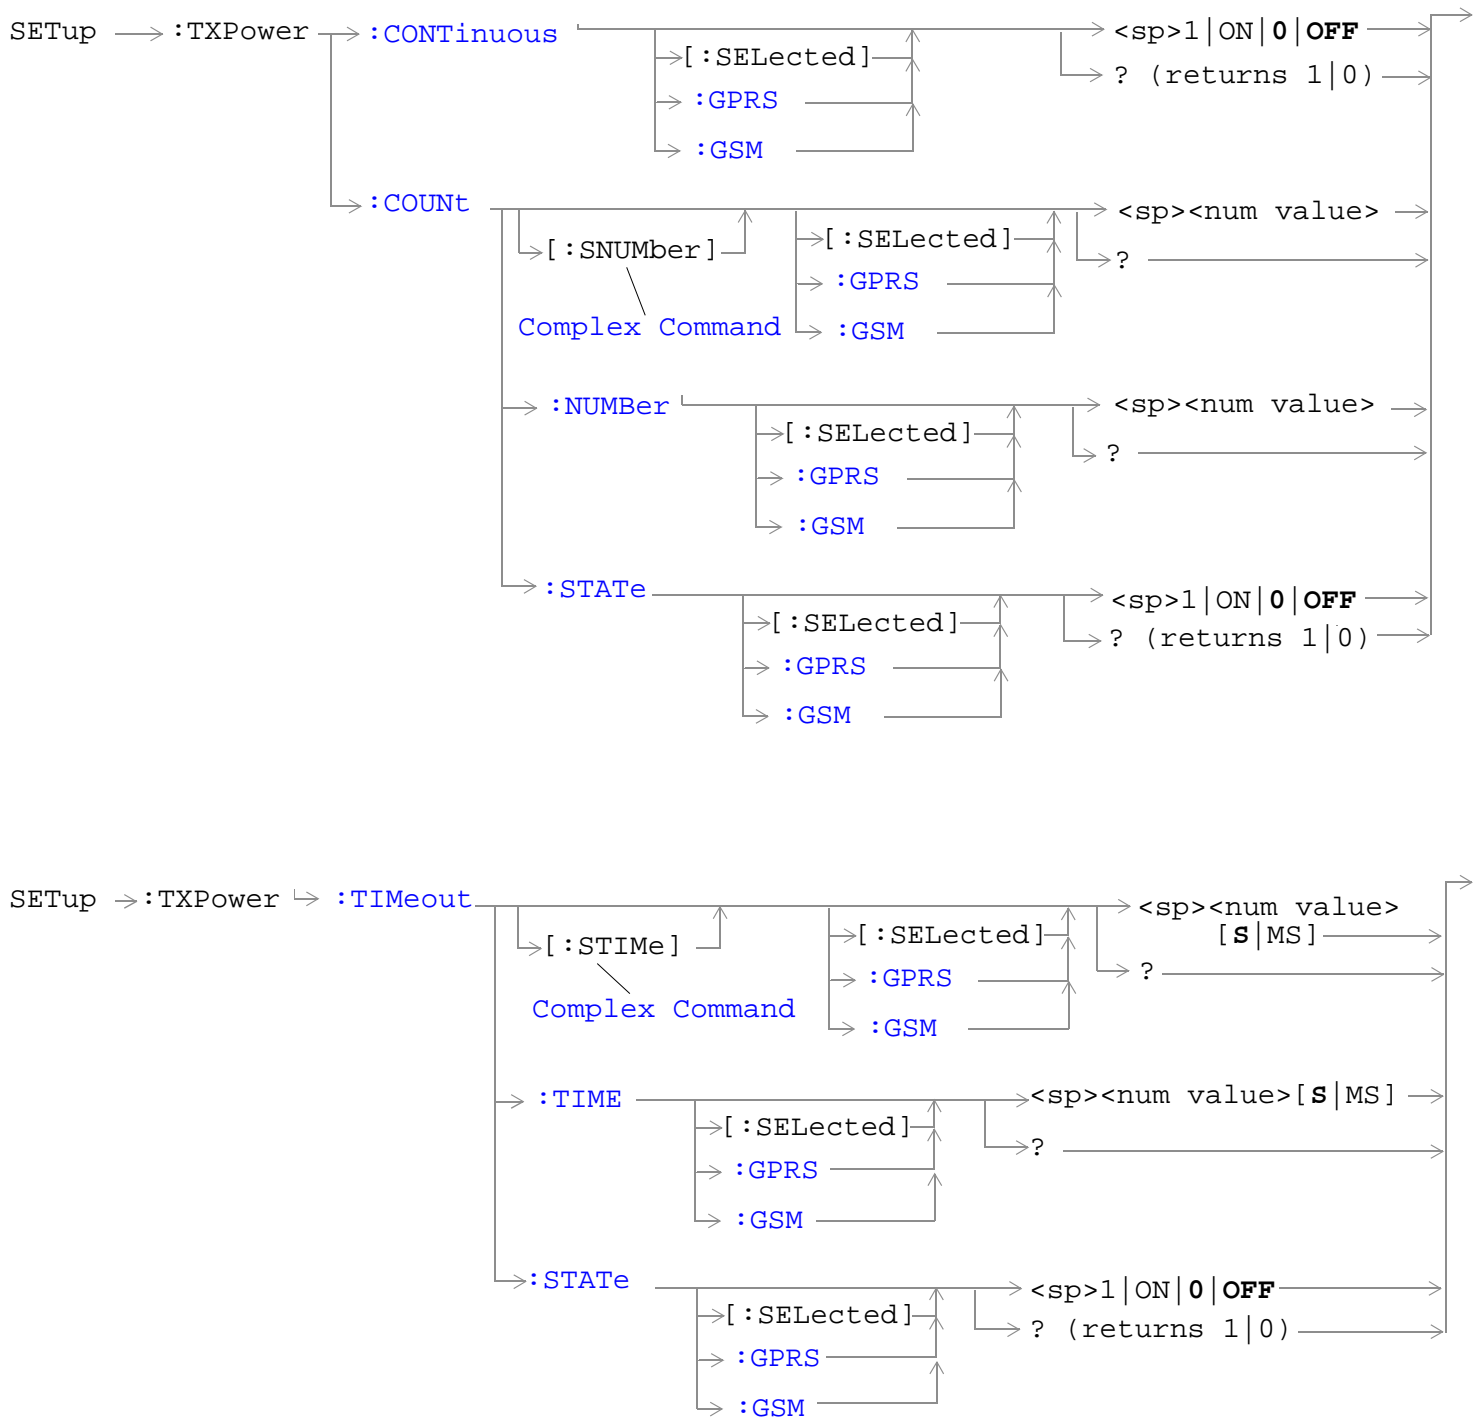 SETup :TXPower :CONTinuous <sp>1|ON|0|OFF
[:SELected]
? (returns 1|0)
:GPRS
:GSM
:COUNt <sp><num value>
[:SNUMber] [:SELected]
?
:GPRS
Complex Command :GSM
:NUMBer <sp><num value>
[:SELected]
?
:GPRS
:GSM
:STATe <sp>1|ON|0|OFF
[:SELected] ? (returns 1|0)
:GPRS
:GSM
SETup :TXPower :TIMeout <sp><num value>
[:STIMe] [:SELected] [S|MS]
:GPRS ?
Complex Command :GSM
:TIME <sp><num value>[S|MS]
[:SELected]
?
:GPRS
:GSM
:STATe <sp>1|ON|0|OFF
[:SELected] ? (returns 1|0)
:GPRS
:GSM